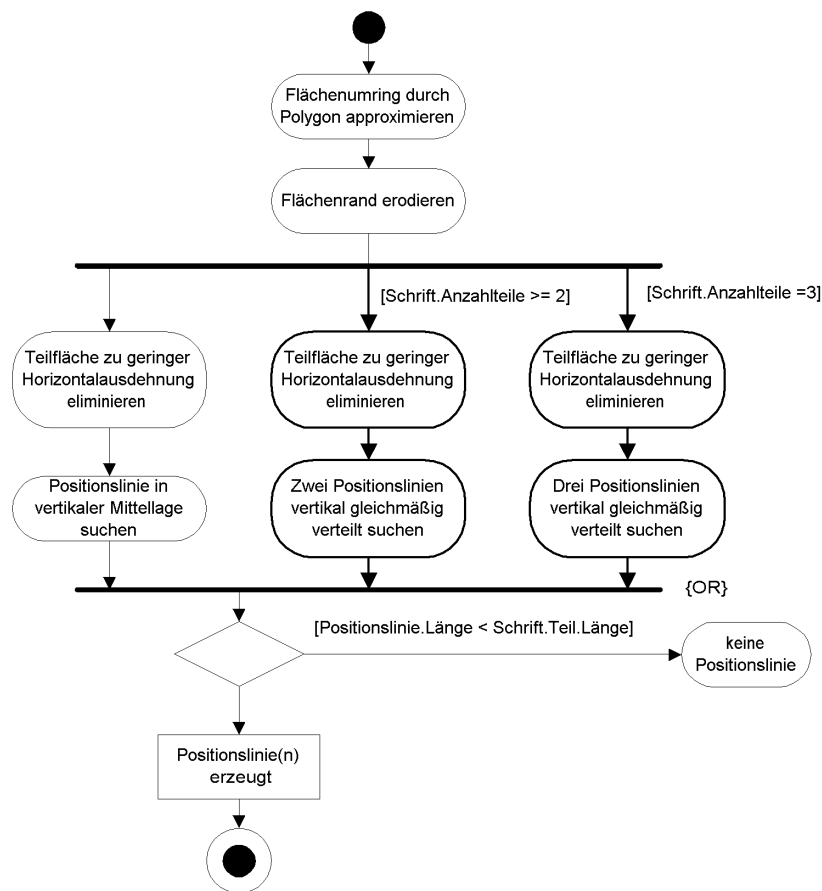 Flächenumring durch
Polygon approximieren
Flächenrand erodieren
[Schrift.Anzahlteile >= 2]
[Schrift.Anzahlteile =3]
Teilfläche zu geringer
Horizontalausdehnung
eliminieren
Teilfläche zu geringer
Horizontalausdehnung
eliminieren
Teilfläche zu geringer
Horizontalausdehnung
eliminieren
Positionslinie in
vertikaler Mittellage
suchen
Zwei Positionslinien
vertikal gleichmäßig
verteilt suchen
Drei Positionslinien
vertikal gleichmäßig
verteilt suchen
{OR}
[Positionslinie.Länge < Schrift.Teil.Länge]
keine
Positionslinie
Positionslinie(n)
erzeugt